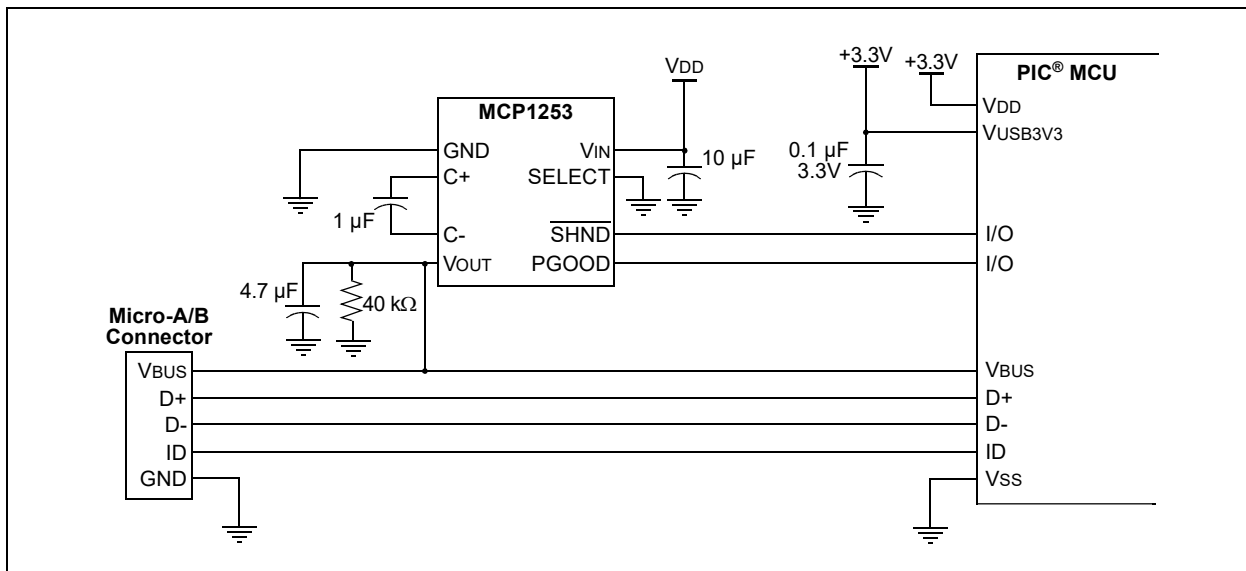 +3.3V
+3.3V
VDD
PIC® MCU
MCP1253
VDD
VUSB3V3
GND
VIN
10 µF
0.1 µF
3.3V
C+
SELECT
1 µF
C-
SHND
I/O
VOUT
PGOOD
I/O
4.7 µF
40 kΩ
Micro-A/B
Connector
VBUS
VBUS
D+
D+
D-
D-
ID
ID
GND
VSS